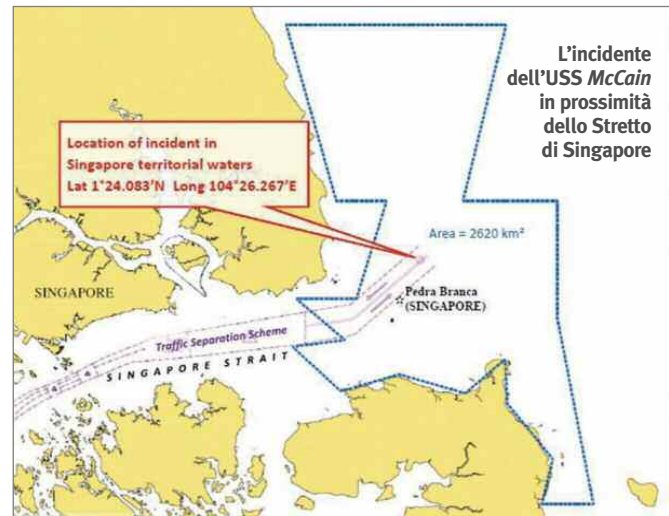 L'incidente
dell'USS McCain
in prossimità
dello Stretto
di Singapore
Location of incident in
Singapore territorial waters
Lat 1°24.083'N Long 104°26.267'E
Area = 2620 km²
SINGAPORE
Pedra Branca
(SINGAPORE)
Traffic Separation Scheme
SINGAPORE STRAIT